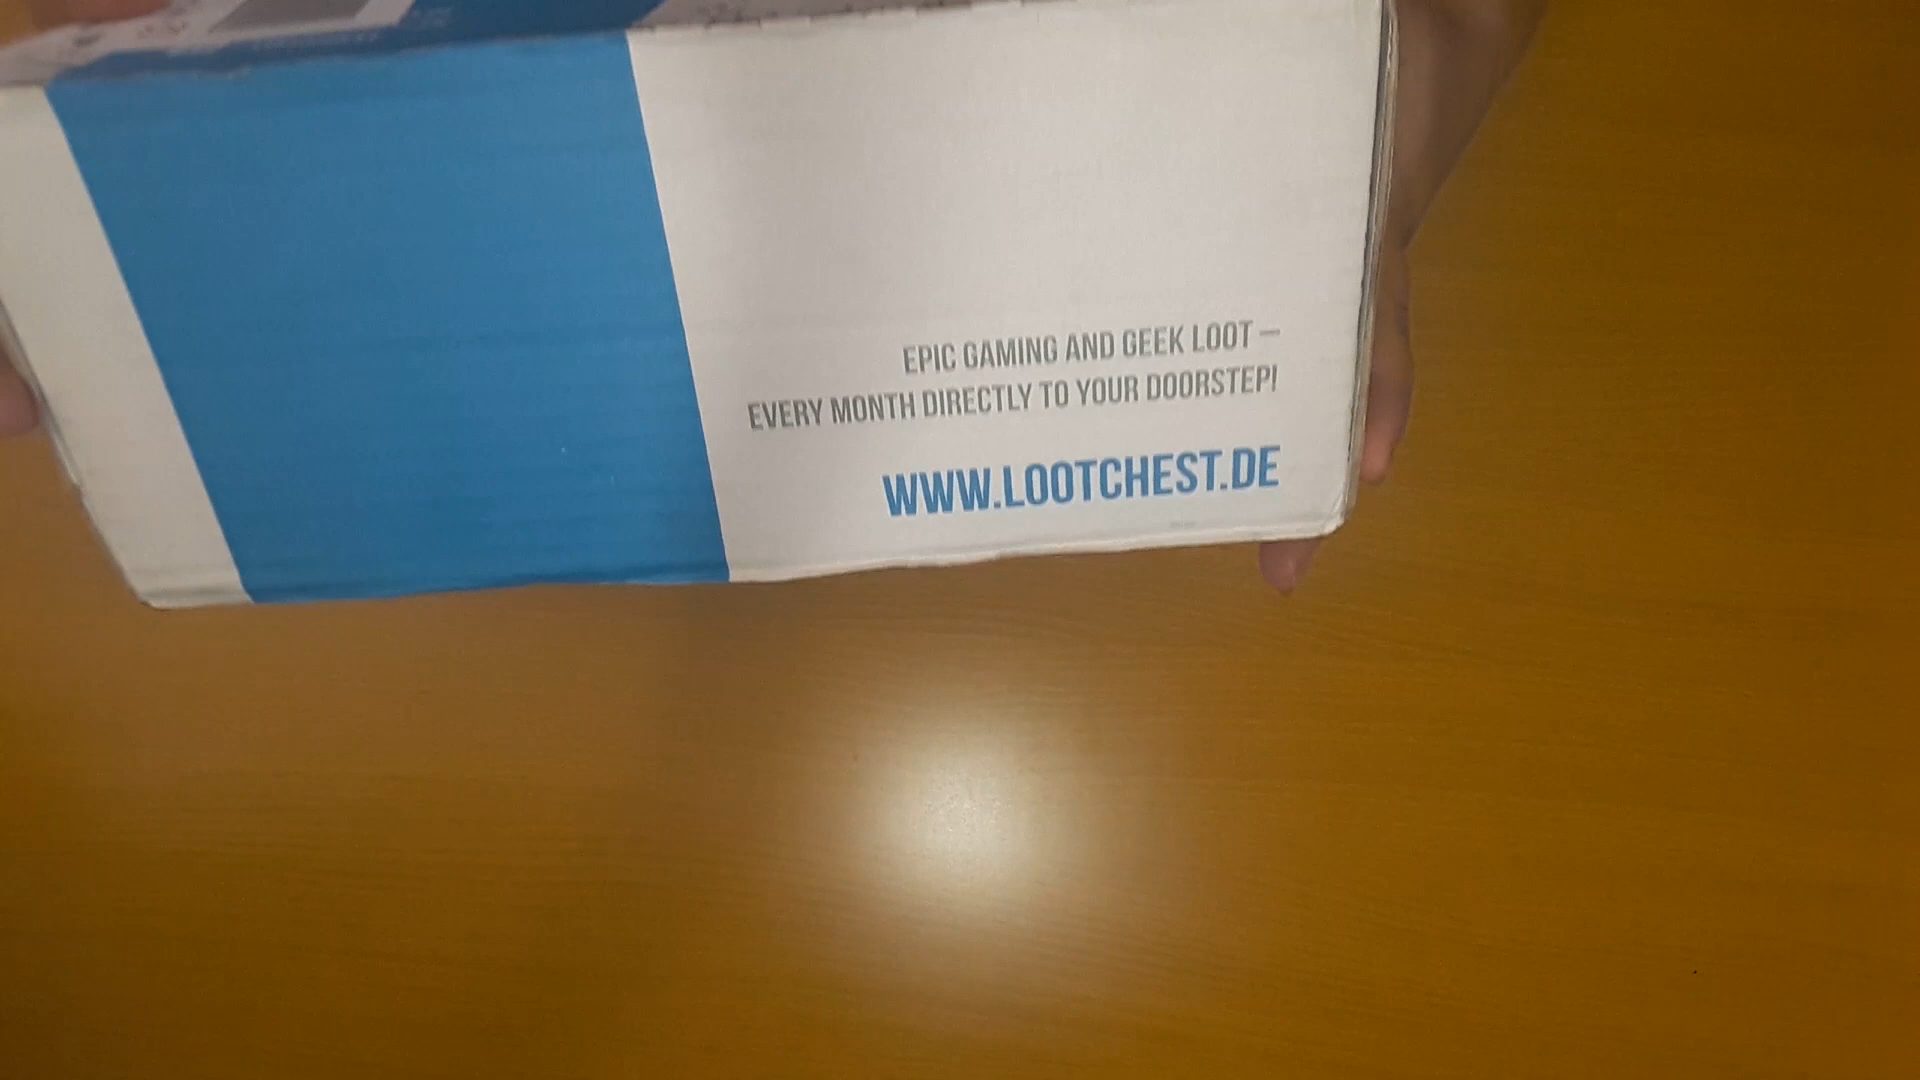 EPIC GAMING AND GEEK LOOT –
EVERY MONTH DIRECTLY TO YOUR DOORSTEP!
WWW.LOOTCHEST.DE